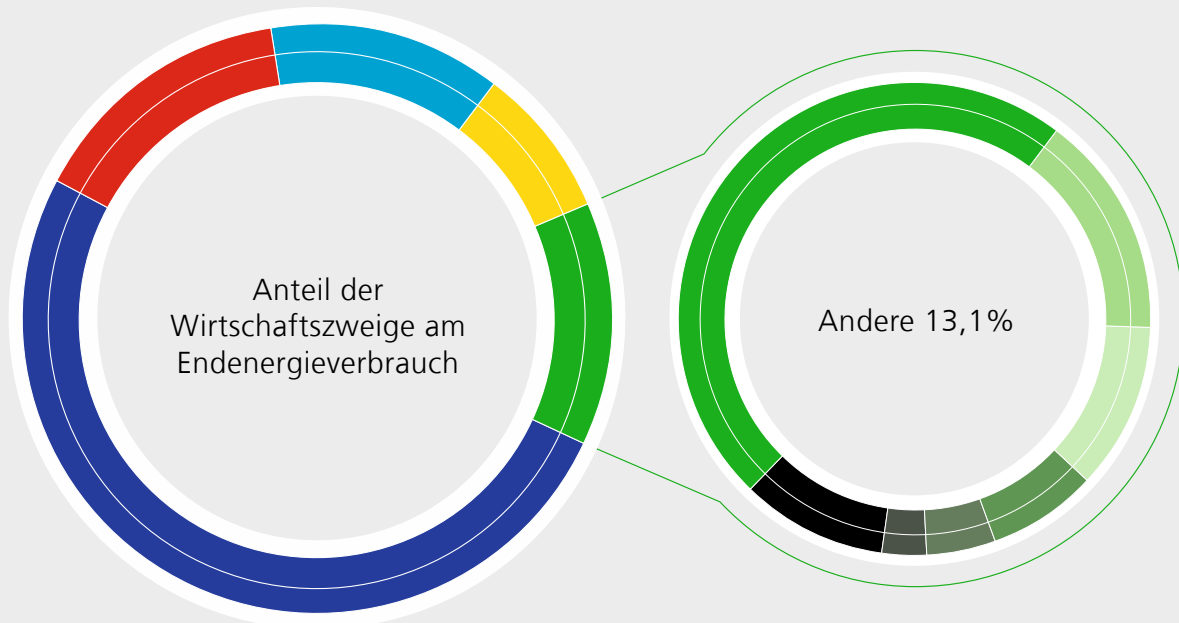 Anteil der
Wirtschaftszweige am
Endenergieverbrauch
Andere 13,1%